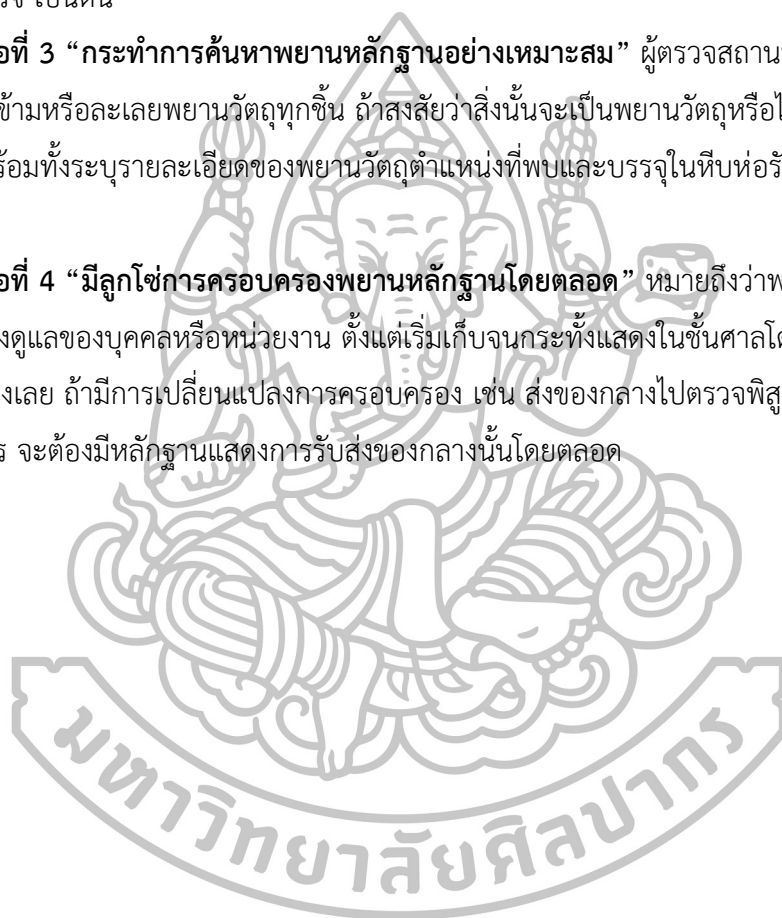 เป็นต้น
อที่ 3 “กระทำการค้นหาพยานหลักฐานอย่างเหมาะสม” ผู้ตรวจสถาน
ข้ามหรือละเลยพยานวัตถุทุกชิ้น ถ้าสงสัยว่าสิ่งนั้นจะเป็นพยานวัตถุหรือไ
ร้อมทั้งระบุรายละเอียดของพยานวัตถุตำแหน่งที่พบและบรรจุในหีบห่อรั
อที่ 4 “มีลูกโซ่การครอบครองพยานหลักฐานโดยตลอด” หมายถึงว่าพ
งดูแลของบุคคลหรือหน่วยงาน ตั้งแต่เริ่มเก็บจนกระทั่งแสดงในชั้นศาลโด
งเลย ถ้ามีการเปลี่ยนแปลงการครอบครอง เช่น ส่งของกลางไปตรวจพิสู
ร จะต้องมีหลักฐานแสดงการรับส่งของกลางนั้นโดยตลอด
มหาวิทยาลัยศิลปากร